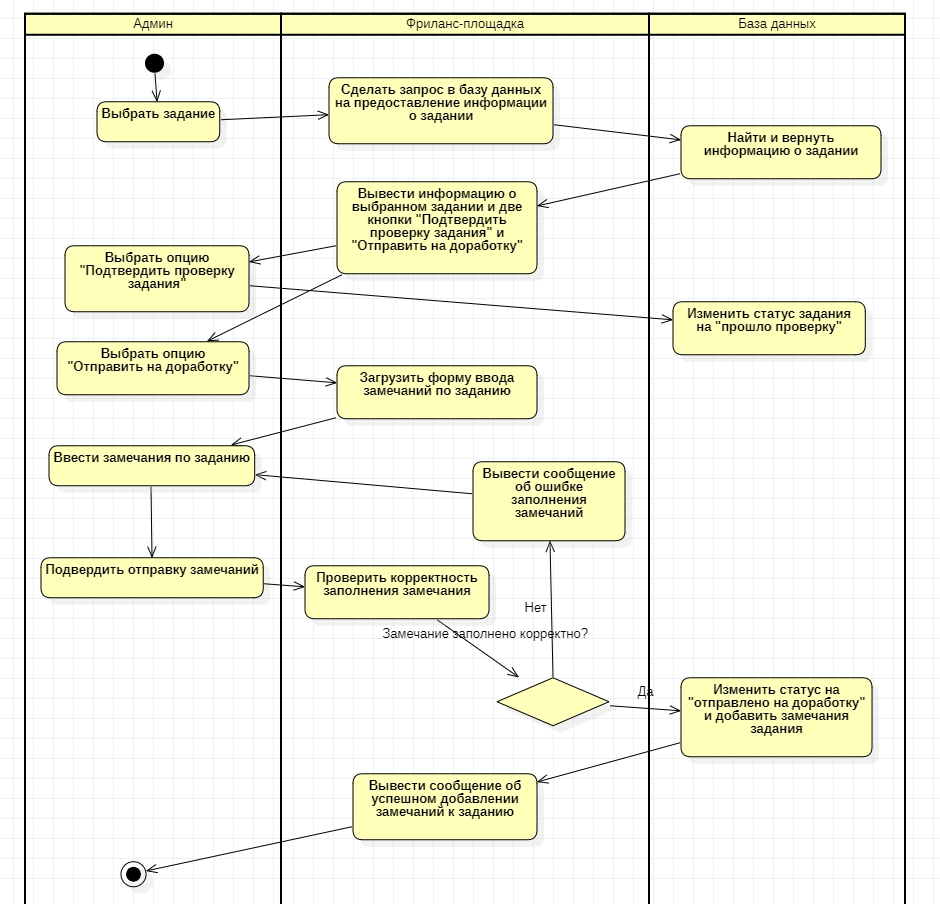 Админ
Фриланс-площадка
База данных
Выбрать задание
Сделать запрос в базу данных
на предоставление информации
о задании
Найти и вернуть
информацию о задании
Вывести информацию о
выбранном задании и две
кнопки "Подтвердить
проверку задания" и
"Отправить на доработку"
Выбрать опцию
"Подтвердить проверку
задания"
Изменить статус задания
на "прошло проверку"
Выбрать опцию
"Отправить на доработку"
Загрузить форму ввода
замечаний по заданию
Ввести замечания по заданию
Вывести сообщение
об ошибке
заполнения
замечаний
Подвердить отправку замечаний
Проверить корректность
заполнения замечания
Нет
Замечание заполнено корректно?
Да
Изменить статус на
"отправлено на доработку"
и добавить замечания
задания
Вывести сообщение об
успешном добавлении
замечаний к заданию